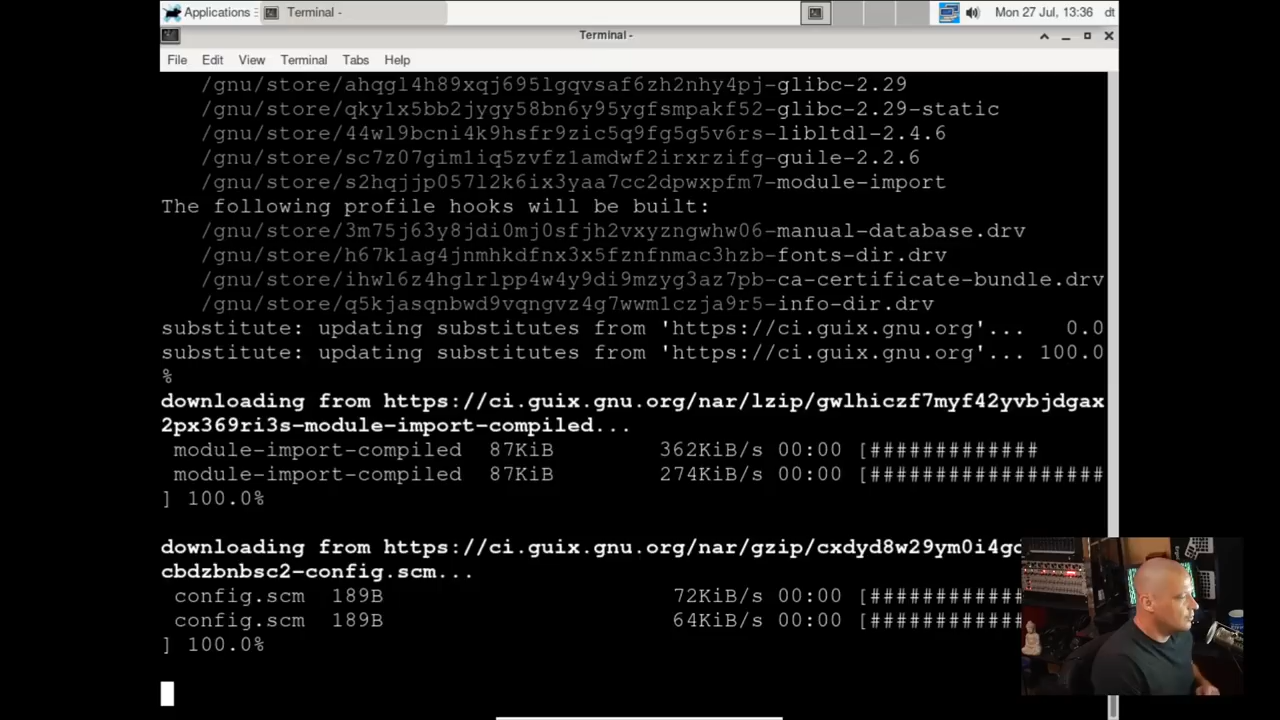 Applications
Terminal -
Mon 27 Jul, 13:36
dt
Terminal -
File Edit View Terminal Tabs Help
/gnu/store/ahqgl4h89xqj695lgqvsaf6zh2nhy4pj-glibc-2.29
/gnu/store/qky1x5bb2jygy58bn6y95ygfsmpakf52-glibc-2.29-static
/gnu/store/44wl9bcni4k9hsfr9zic5q9fg5g5v6rs-libltdl-2.4.6
/gnu/store/sc7z07gim1iq5zvfz1amdwf2irxrzifg-guile-2.2.6
/gnu/store/s2hqjjp057l2k6ix3yaa7cc2dpwxpfm7-module-import
The following profile hooks will be built:
/gnu/store/3m75j63y8jdi0mj0sfjh2vxyzngwhw06-manual-database.drv
/gnu/store/h67k1ag4jnmhkdfnx3x5fznfnmac3hzb-fonts-dir.drv
/gnu/store/ihwl6z4hglrlpp4w4y9di9mzyg3az7pb-ca-certificate-bundle.drv
/gnu/store/q5kjasqnbwd9vqngvz4g7wwm1czja9r5-info-dir.drv
substitute: updating substitutes from 'https://ci.guix.gnu.org'... 0.0
substitute: updating substitutes from 'https://ci.guix.gnu.org'... 100.0
%
downloading from https://ci.guix.gnu.org/nar/lzip/gwlhiczf7myf42yvbjdgax
2px369ri3s-module-import-compiled...
module-import-compiled 87KiB 362KiB/s 00:00 [#############
module-import-compiled 87KiB 274KiB/s 00:00 [##################
] 100.0%
downloading from https://ci.guix.gnu.org/nar/gzip/cxdyd8w29ym0i4g
cbdzbnbsc2-config.scm...
config.scm 189B 72KiB/s 00:00 [############
config.scm 189B 64KiB/s 00:00 [############
] 100.0%